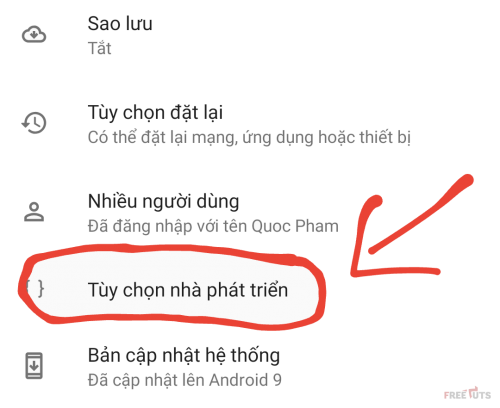 Sao lưu
Tắt
Tùy chọn đặt lại
Có thể đặt lại mạng, ứng dụng hoặc thiết bị
Nhiều người dùng
Đã đăng nhập với tên Quoc Pham
{ }
Tùy chọn nhà phát triển
Bản cập nhật hệ thống
Đã cập nhật lên Android 9
FREETUTS